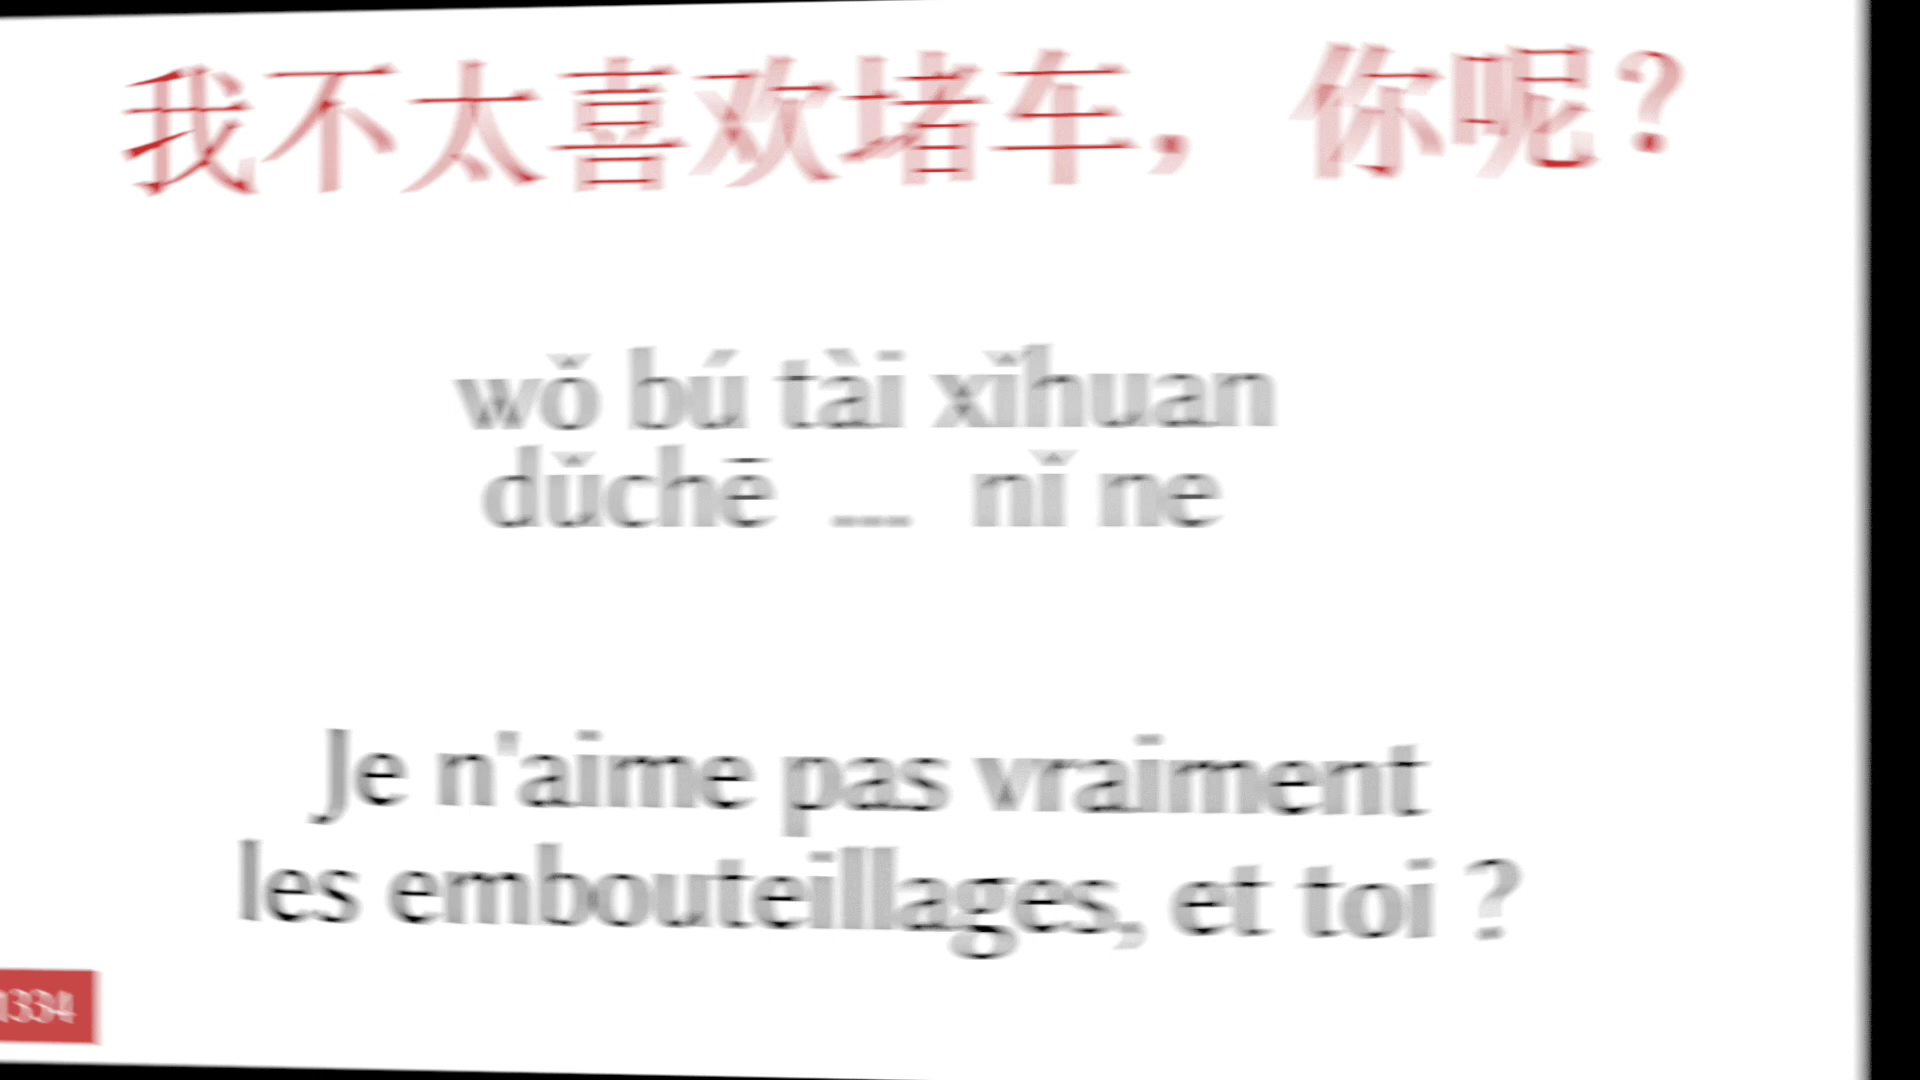 我不太喜欢堵车，你呢？
wǒ bú tài xǐhuan
dǔchē ... nǐ ne
Je n'aime pas vraiment
les embouteillages, et toi ?
1334